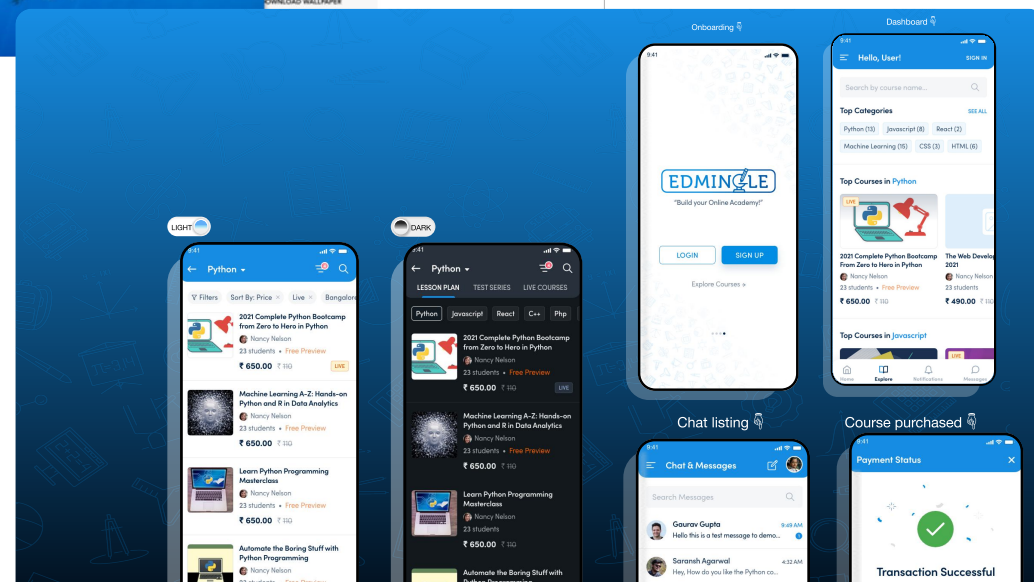 DOWNLOAD WALLPAPER
Onboarding
Dashboard
9:41
EDMINGLE
"Build your Online Academy!"
LOGIN
SIGN UP
Explore Courses >
9:41
Hello, User!
SIGN IN
Search by course name...
Top Categories
SEE ALL
Python (13)
Javascript (8)
React (2)
Machine Learning (15)
CSS (3)
HTML (6)
Top Courses in Python
LIVE
2021 Complete Python Bootcamp
From Zero to Hero in Python
Nancy Nelson
23 students • Free Preview
₹ 650.00 ₹ 110
The Web Develop
2021
Nancy Nelson
23 students
₹ 490.00 ₹ 110
Top Courses in Javascript
LIVE
Home
Explore
Notifications
Messages
LIGHT
9:41
Python
Filters
Sort By: Price ×
Live ×
Bangalore
2021 Complete Python Bootcamp
from Zero to Hero in Python
Nancy Nelson
23 students • Free Preview
₹ 650.00 ₹ 110
LIVE
Machine Learning A-Z: Hands-on
Python and R in Data Analytics
Nancy Nelson
23 students • Free Preview
₹ 650.00 ₹ 110
Learn Python Programming
Masterclass
Nancy Nelson
23 students • Free Preview
₹ 650.00 ₹ 110
Automate the Boring Stuff with
Python Programming
Nancy Nelson
23 students • Free Preview
DARK
9:41
Python
LESSON PLAN
TEST SERIES
LIVE COURSES
Python
Javascript
React
C++
Php
2021 Complete Python Bootcamp
from Zero to Hero in Python
Nancy Nelson
23 students • Free Preview
₹ 650.00 ₹ 110
LIVE
Machine Learning A-Z: Hands-on
Python and R in Data Analytics
Nancy Nelson
23 students • Free Preview
₹ 650.00 ₹ 110
Learn Python Programming
Masterclass
Nancy Nelson
23 students
₹ 650.00 ₹ 110
Automate the Boring Stuff with
Python Programming
Chat listing
9:41
Chat & Messages
Search Messages
Gaurav Gupta
9:49 AM
Hello this is a test message to demo...
Saransh Agarwal
4:32 AM
Hey, How do you like the Python co...
Course purchased
9:41
Payment Status
×
Transaction Successful